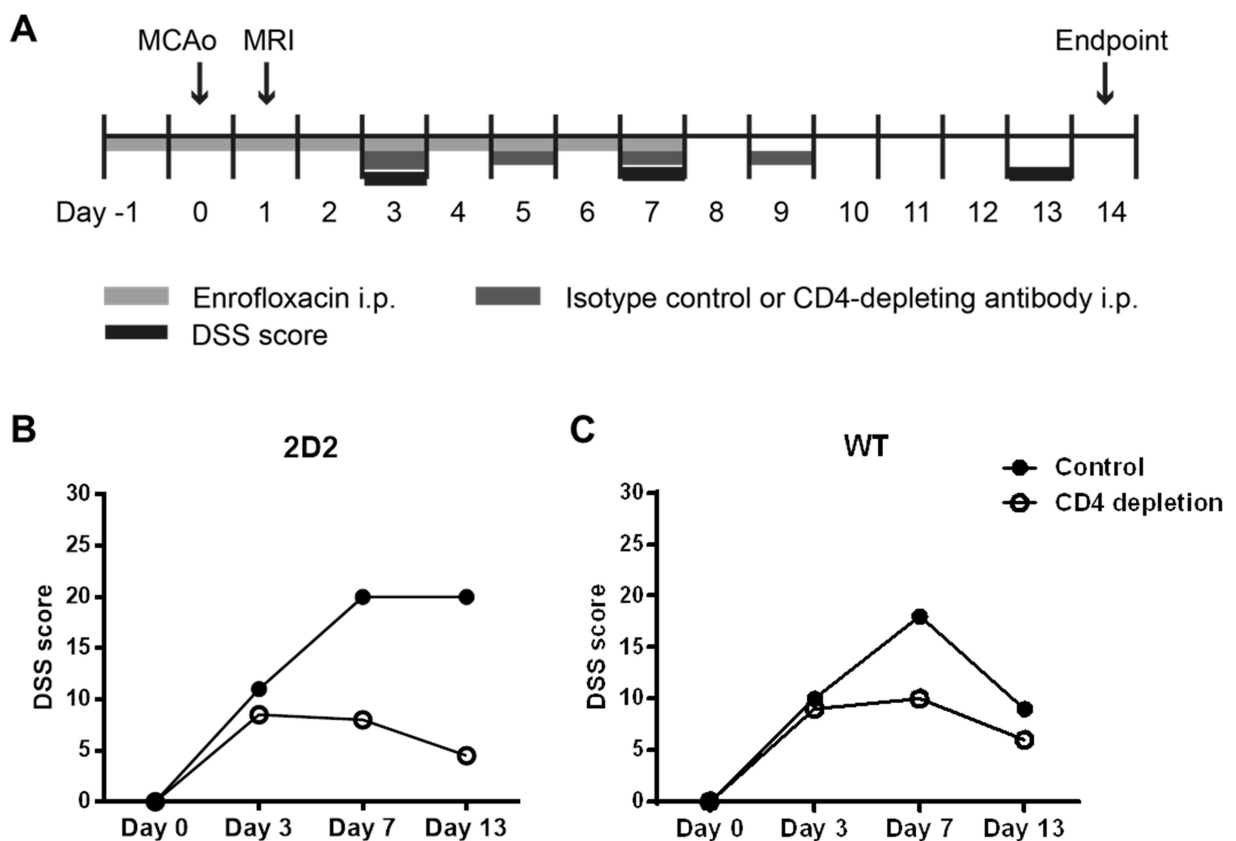 A
MCAo MRI Endpoint
Day -1 0 1 2 3 4 5 6 7 8 9 10 11 12 13 14
Enrofloxacin i.p. Isotype control or CD4-depleting antibody i.p.
DSS score
B
2D2
DSS score
30
25
20
15
10
5
0
Day 0 Day 3 Day 7 Day 13
C
WT
Control
CD4 depletion
DSS score
30
25
20
15
10
5
0
Day 0 Day 3 Day 7 Day 13